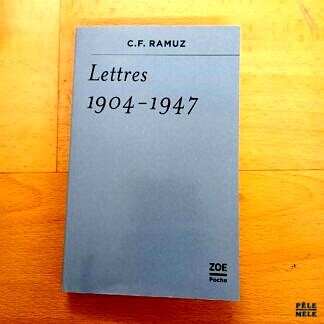 C.F. RAMUZ
Lettres
1904–1947
ZOE
Poche
PÊLE
MÊLE